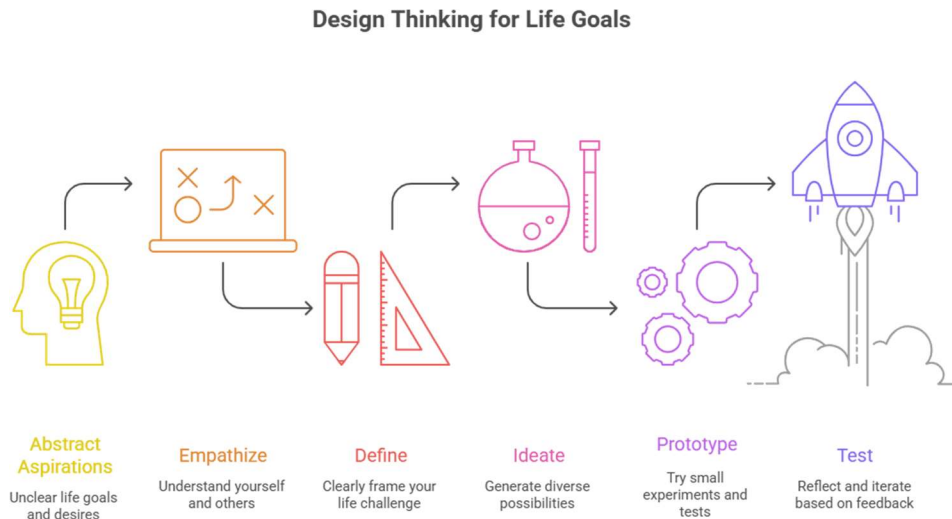 Design Thinking for Life Goals
Abstract
Aspirations
Unclear life goals
and desires
Empathize
Understand yourself
and others
Define
Clearly frame your
life challenge
Ideate
Generate diverse
possibilities
Prototype
Try small
experiments and
tests
Test
Reflect and iterate
based on feedback